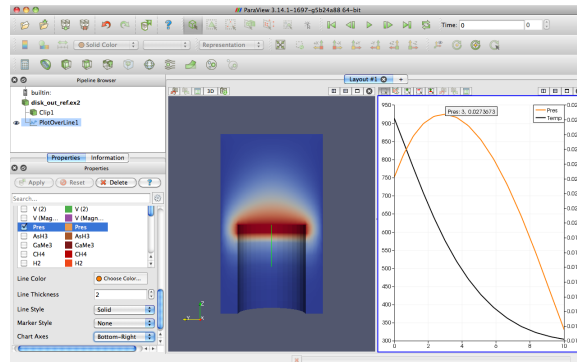 ParaView 3.14.1-1697-g5b24a88 64-bit
Time: 0
0
Solid Color
Representation
Pipeline Browser
builtin:
disk_out_ref.ex2
Clip1
PlotOverLine1
Properties
Information
Properties
Apply
Reset
Delete
?
Search...
V (2)
V (2)
V (Mag...
V (Magn...
Pres
Pres
AsH3
AsH3
GaMe3
GaMe3
CH4
CH4
H2
H2
Line Color
Choose Color...
Line Thickness
2
Line Style
Solid
Marker Style
None
Chart Axes
Bottom-Right
Layout #1
+
3D
Z
Y
Pres: 3, 0.0273673
Pres
Temp
950
900
850
800
750
700
650
600
550
500
450
400
350
300
0
2
4
6
8
10